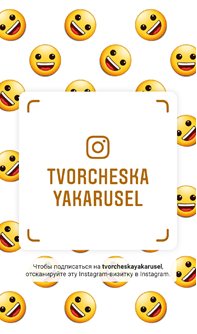 TVORCHESKA
YAKARUSEL
Чтобы подписаться на tvorcheskayakarusel,
отсканируйте эту Instagram-визитку в Instagram.